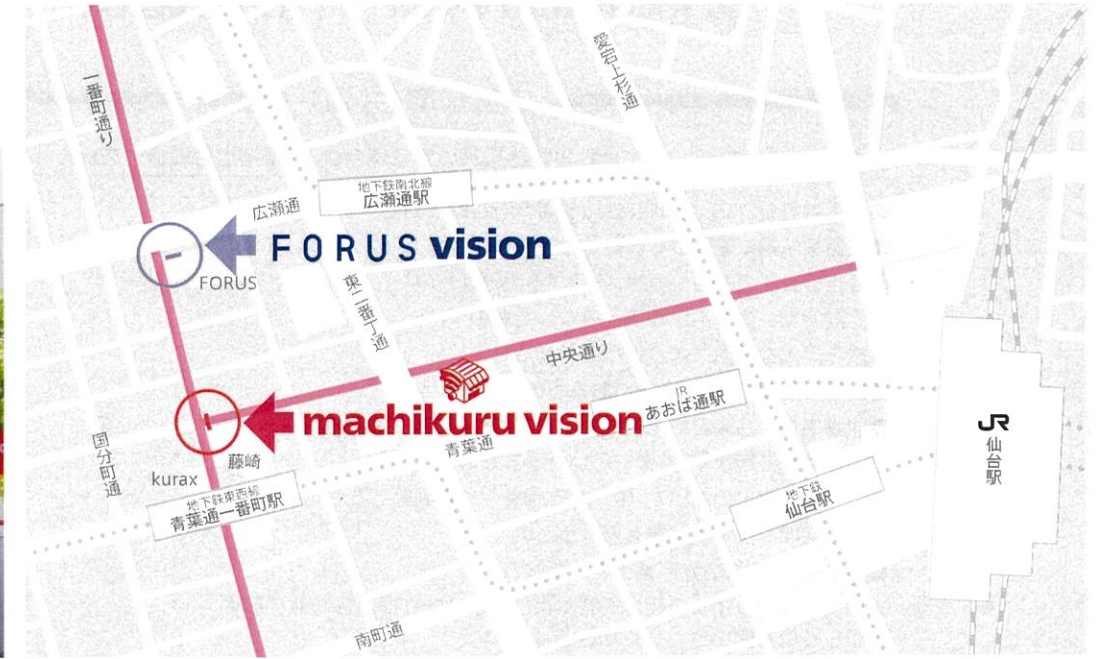 一番町通り
愛宕上杉通
地下鉄南北線
広瀬通駅
広瀬通
FORUS vision
FORUS
東二番丁通
中央通り
JR
あおば通駅
machikuru vision
青葉通
国分町通
藤崎
kurax
地下鉄東西線
青葉通一番町駅
地下鉄
仙台駅
JR
仙台駅
南町通